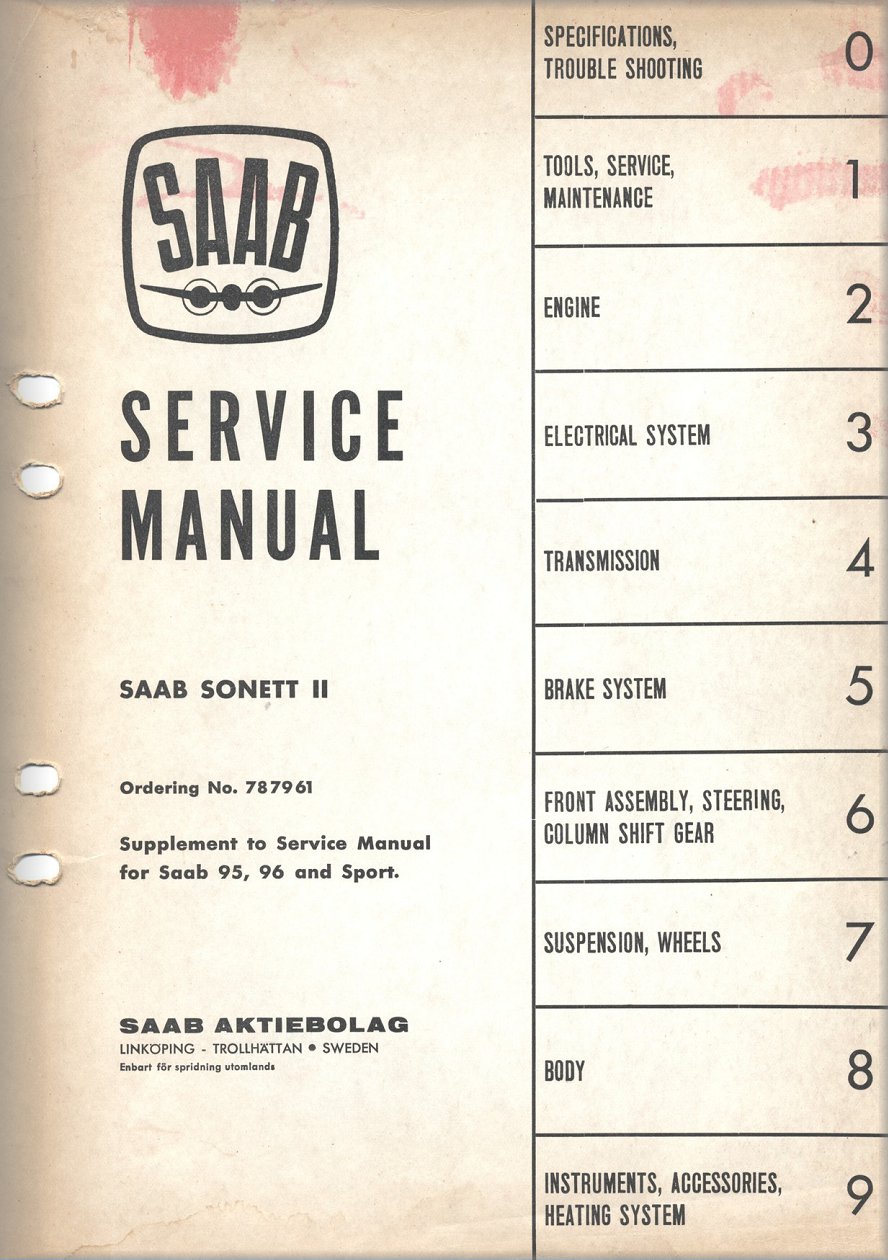 SAAB
SERVICE
MANUAL
SAAB SONETT II
Ordering No. 787961
Supplement to Service Manual
for Saab 95, 96 and Sport.
SAAB AKTIEBOLAG
LINKÖPING - TROLLHÄTTAN ● SWEDEN
Enbart för spridning utomlands
SPECIFICATIONS,
TROUBLE SHOOTING 0
TOOLS, SERVICE,
MAINTENANCE 1
ENGINE 2
ELECTRICAL SYSTEM 3
TRANSMISSION 4
BRAKE SYSTEM 5
FRONT ASSEMBLY, STEERING,
COLUMN SHIFT GEAR 6
SUSPENSION, WHEELS 7
BODY 8
INSTRUMENTS, ACCESSORIES,
HEATING SYSTEM 9